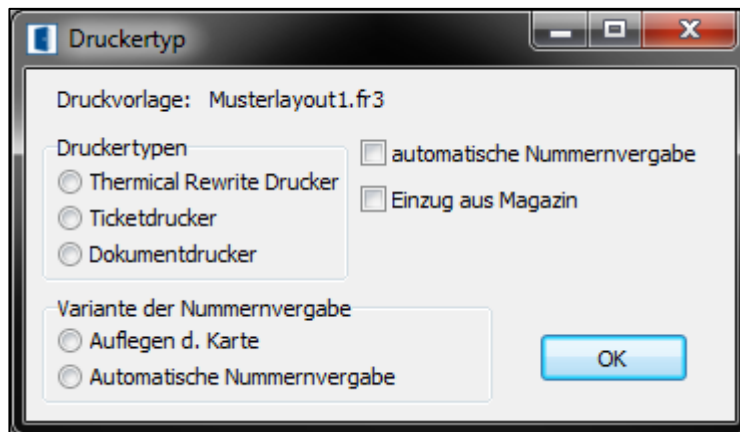 Druckertyp
Druckvorlage: Musterlayout1.fr3
Druckertypen
Thermical Rewrite Drucker
Ticketdrucker
Dokumentdrucker
automatische Nummernvergabe
Einzug aus Magazin
Variante der Nummernvergabe
Auflegen d. Karte
Automatische Nummernvergabe
OK